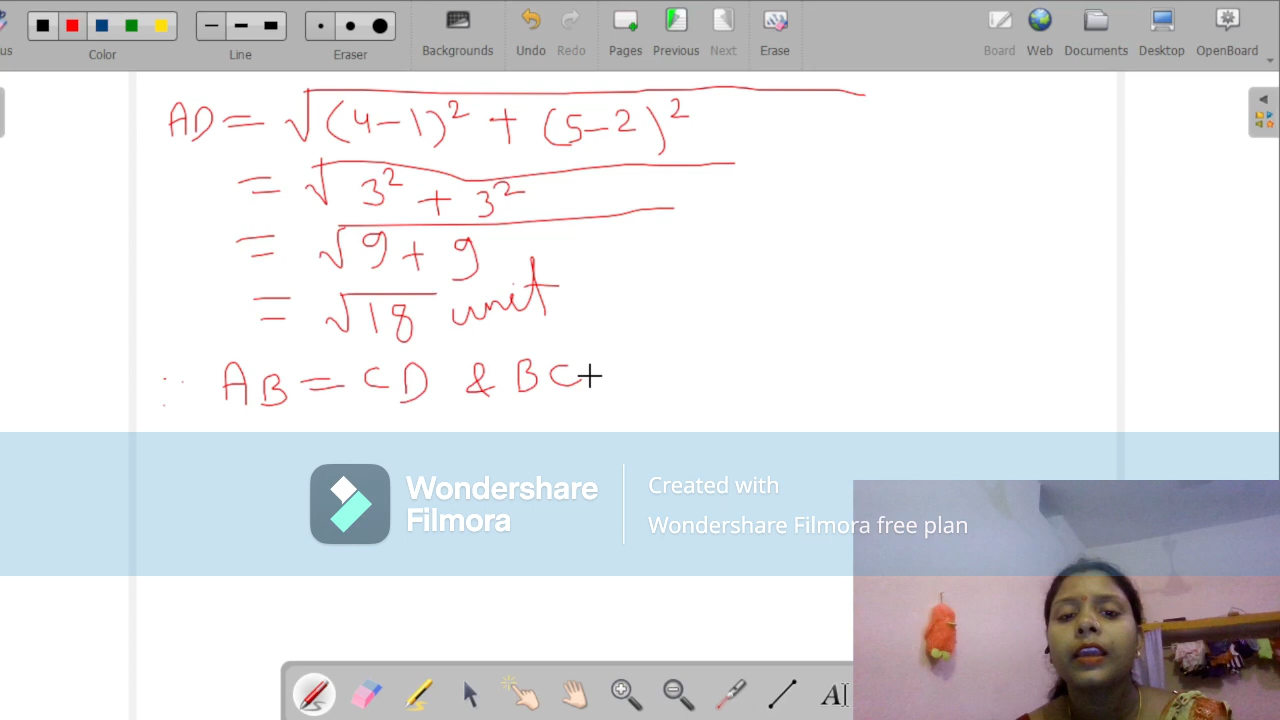 us
Color
Line
Eraser
Backgrounds
Undo
Redo
Pages
Previous
Next
Erase
Board
Web
Documents
Desktop
OpenBoard
AD = √(4-1)² + (5-2)²
= √3² + 3²
= √9 + 9
= √18 unit
∵ AB = CD & BC
Wondershare
Filmora
Created with
Wondershare Filmora free plan
A